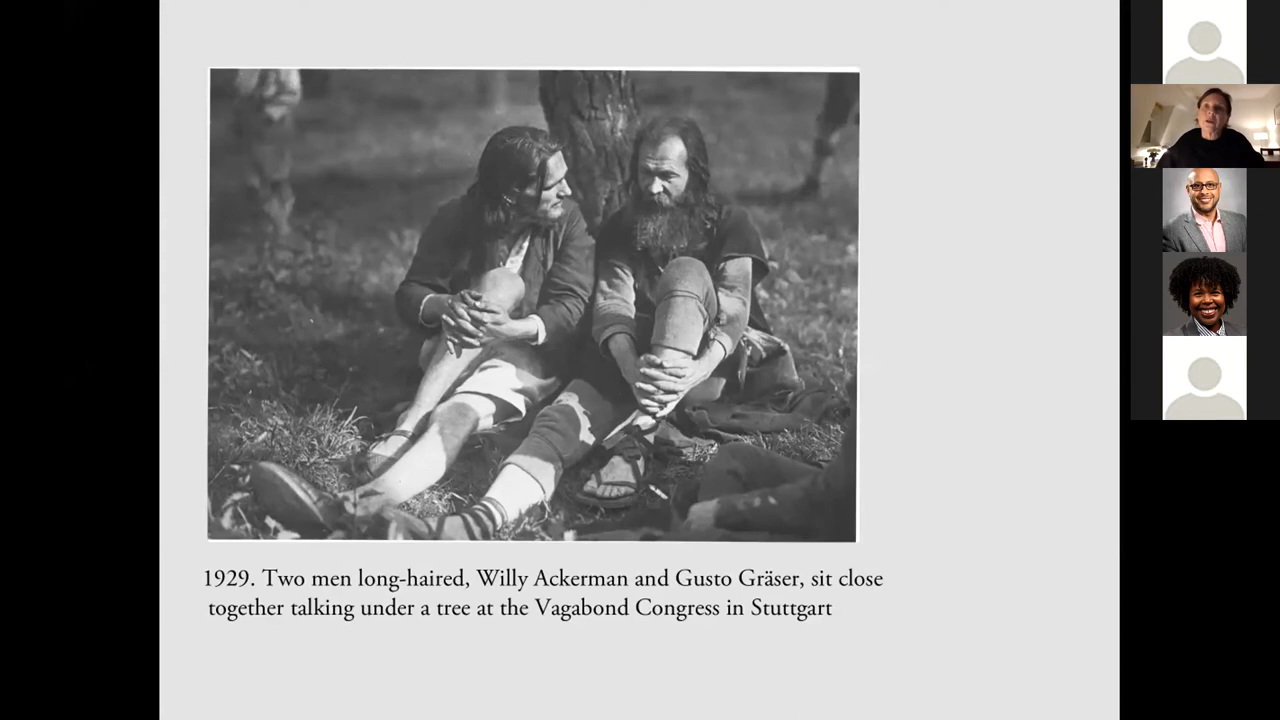 1929. Two men long-haired, Willy Ackerman and Gusto Gräser, sit close
together talking under a tree at the Vagabond Congress in Stuttgart